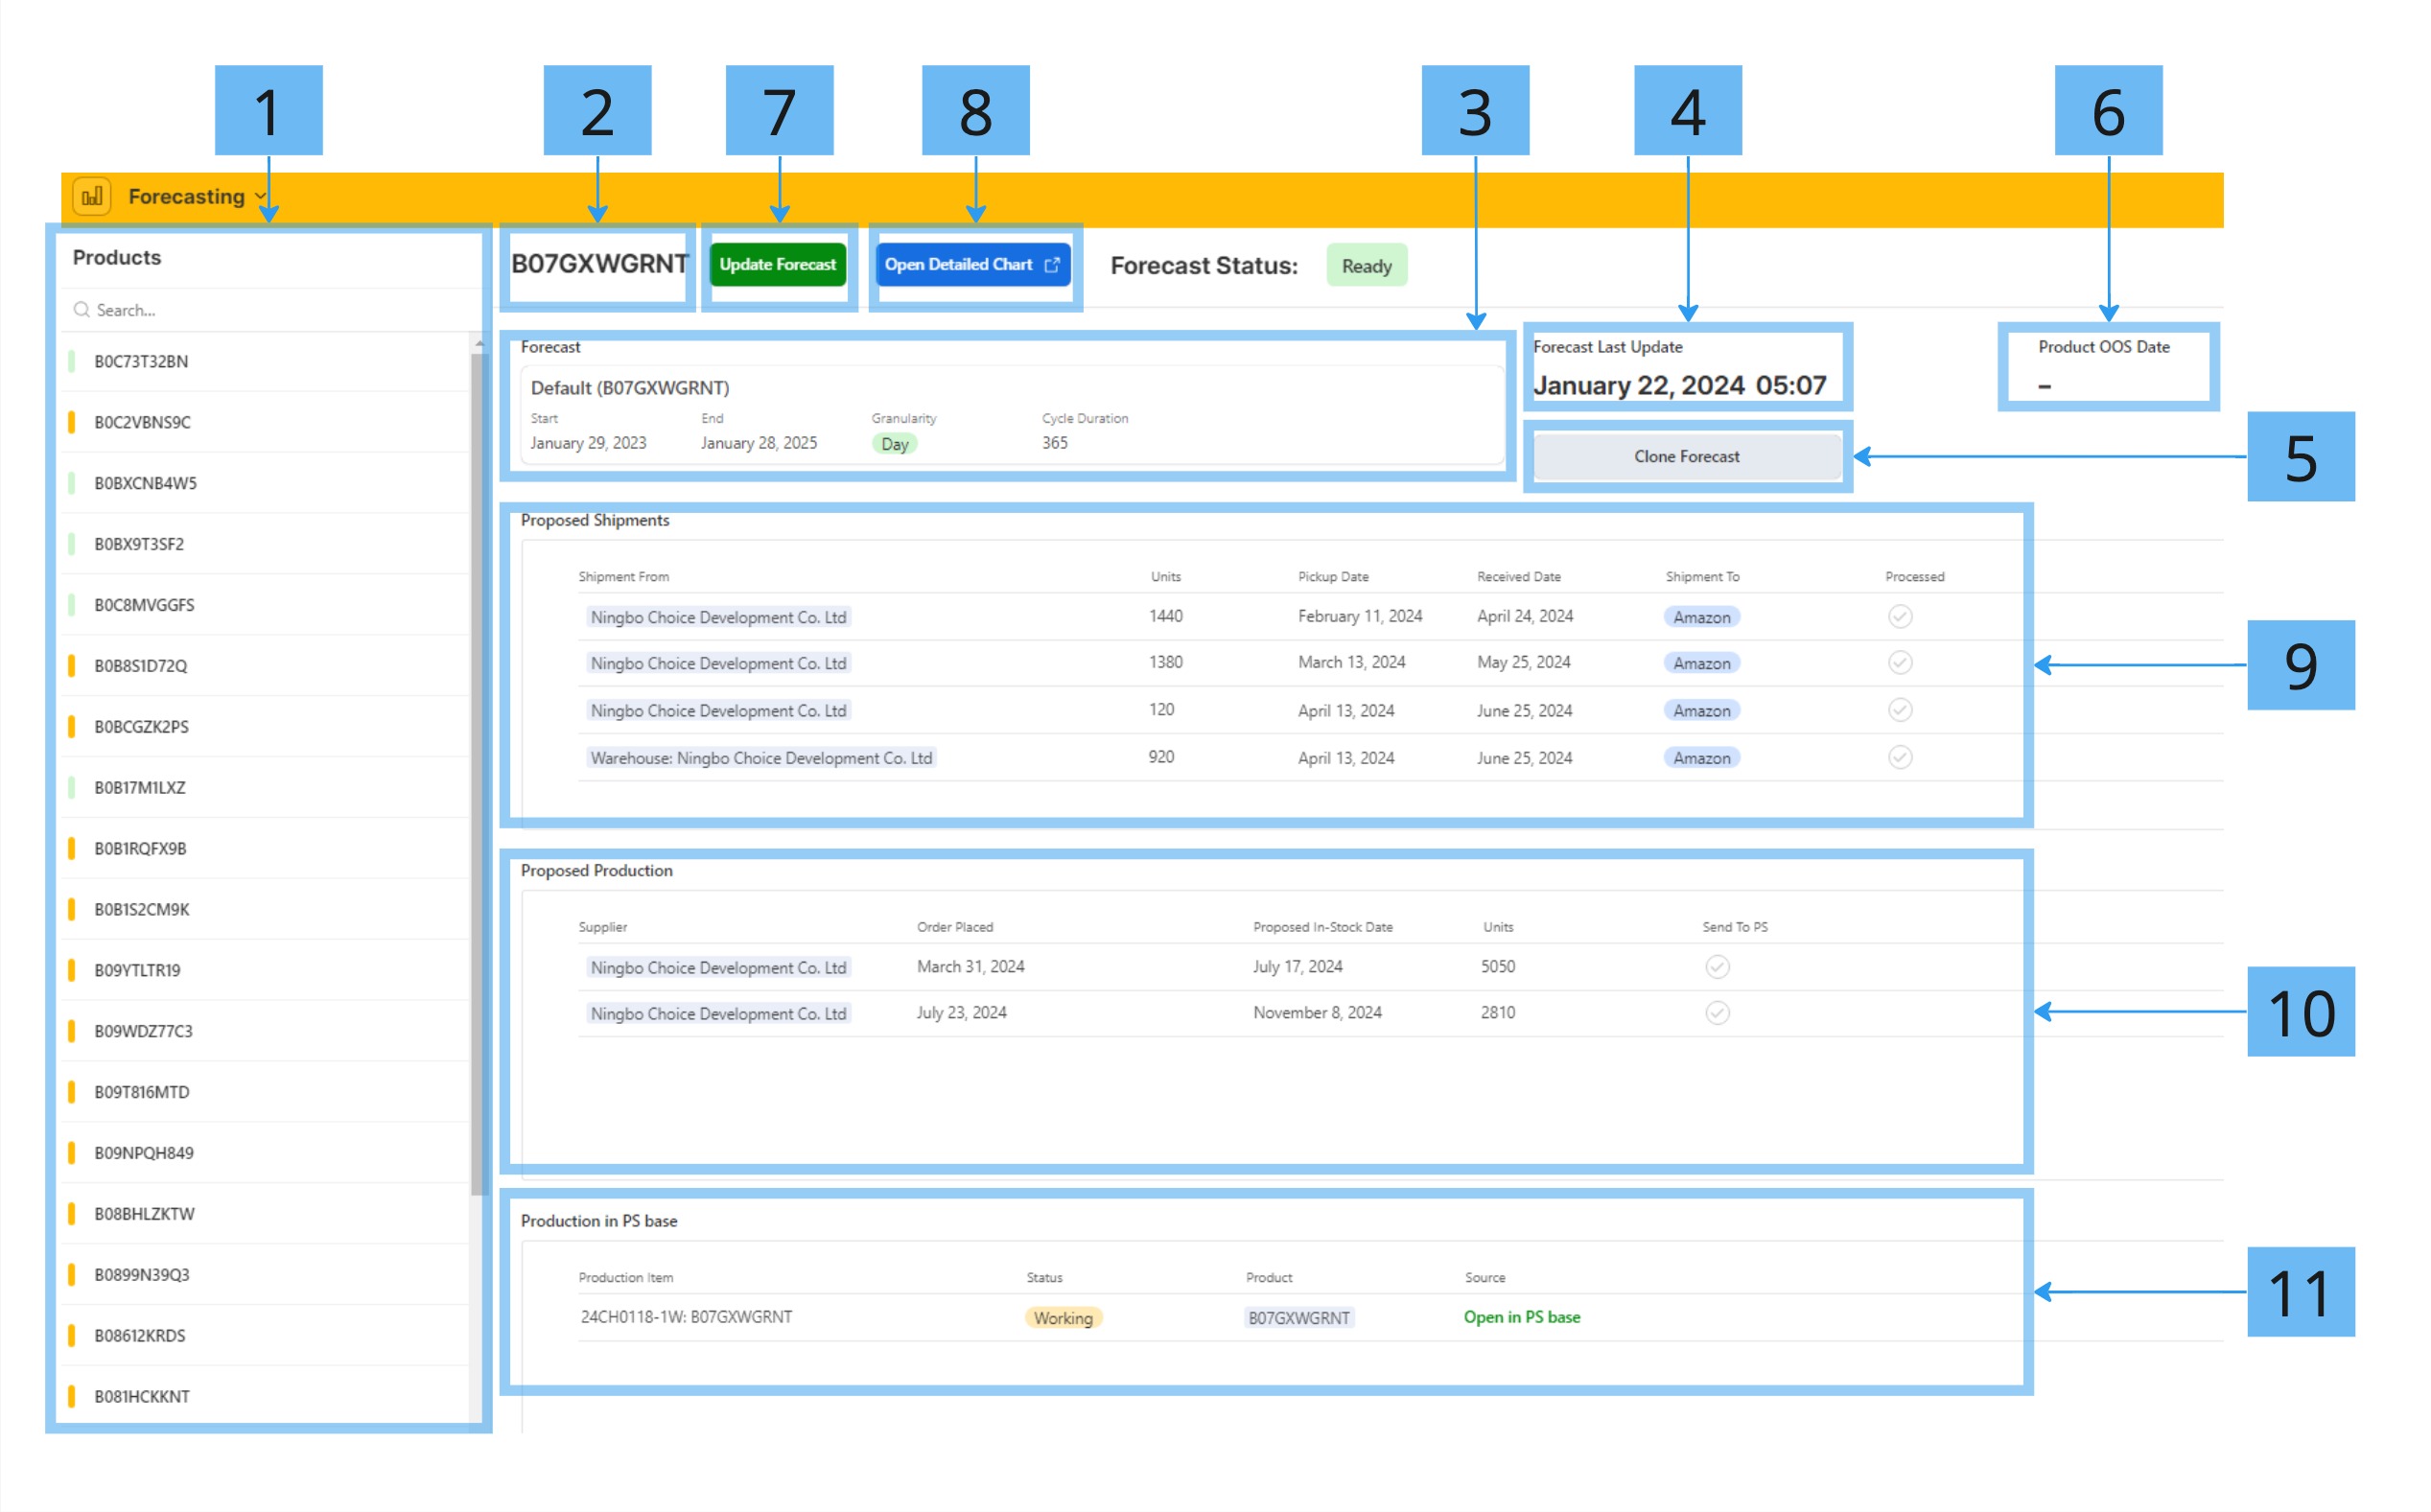 1
2
7
8
3
4
6
Forecasting
Products
Search...
B0C73T32BN
B0C2VBNS9C
B0BXCNB4W5
B0BX9T3SF2
B0C8MVGGFS
B0B8S1D72Q
B0BCGZK2PS
B0B17M1LXZ
B0B1RQFX9B
B0B1S2CM9K
B09YTLTR19
B09WDZ77C3
B09T816MTD
B09NPQH849
B08BHLZKTW
B0899N39Q3
B08612KRDS
B081HCKKNT
B07GXWGRNT
Update Forecast
Open Detailed Chart
Forecast Status:
Ready
Forecast
Default (B07GXWGRNT)
Start End Granularity Cycle Duration
January 29, 2023 January 28, 2025 Day 365
Forecast Last Update
January 22, 2024 05:07
Clone Forecast
Product OOS Date
–
5
Proposed Shipments
Shipment From Units Pickup Date Received Date Shipment To Processed
Ningbo Choice Development Co. Ltd 1440 February 11, 2024 April 24, 2024 Amazon
Ningbo Choice Development Co. Ltd 1380 March 13, 2024 May 25, 2024 Amazon
Ningbo Choice Development Co. Ltd 120 April 13, 2024 June 25, 2024 Amazon
Warehouse: Ningbo Choice Development Co. Ltd 920 April 13, 2024 June 25, 2024 Amazon
9
Proposed Production
Supplier Order Placed Proposed In-Stock Date Units Send To PS
Ningbo Choice Development Co. Ltd March 31, 2024 July 17, 2024 5050
Ningbo Choice Development Co. Ltd July 23, 2024 November 8, 2024 2810
10
Production in PS base
Production Item Status Product Source
24CH0118-1W: B07GXWGRNT Working B07GXWGRNT Open in PS base
11